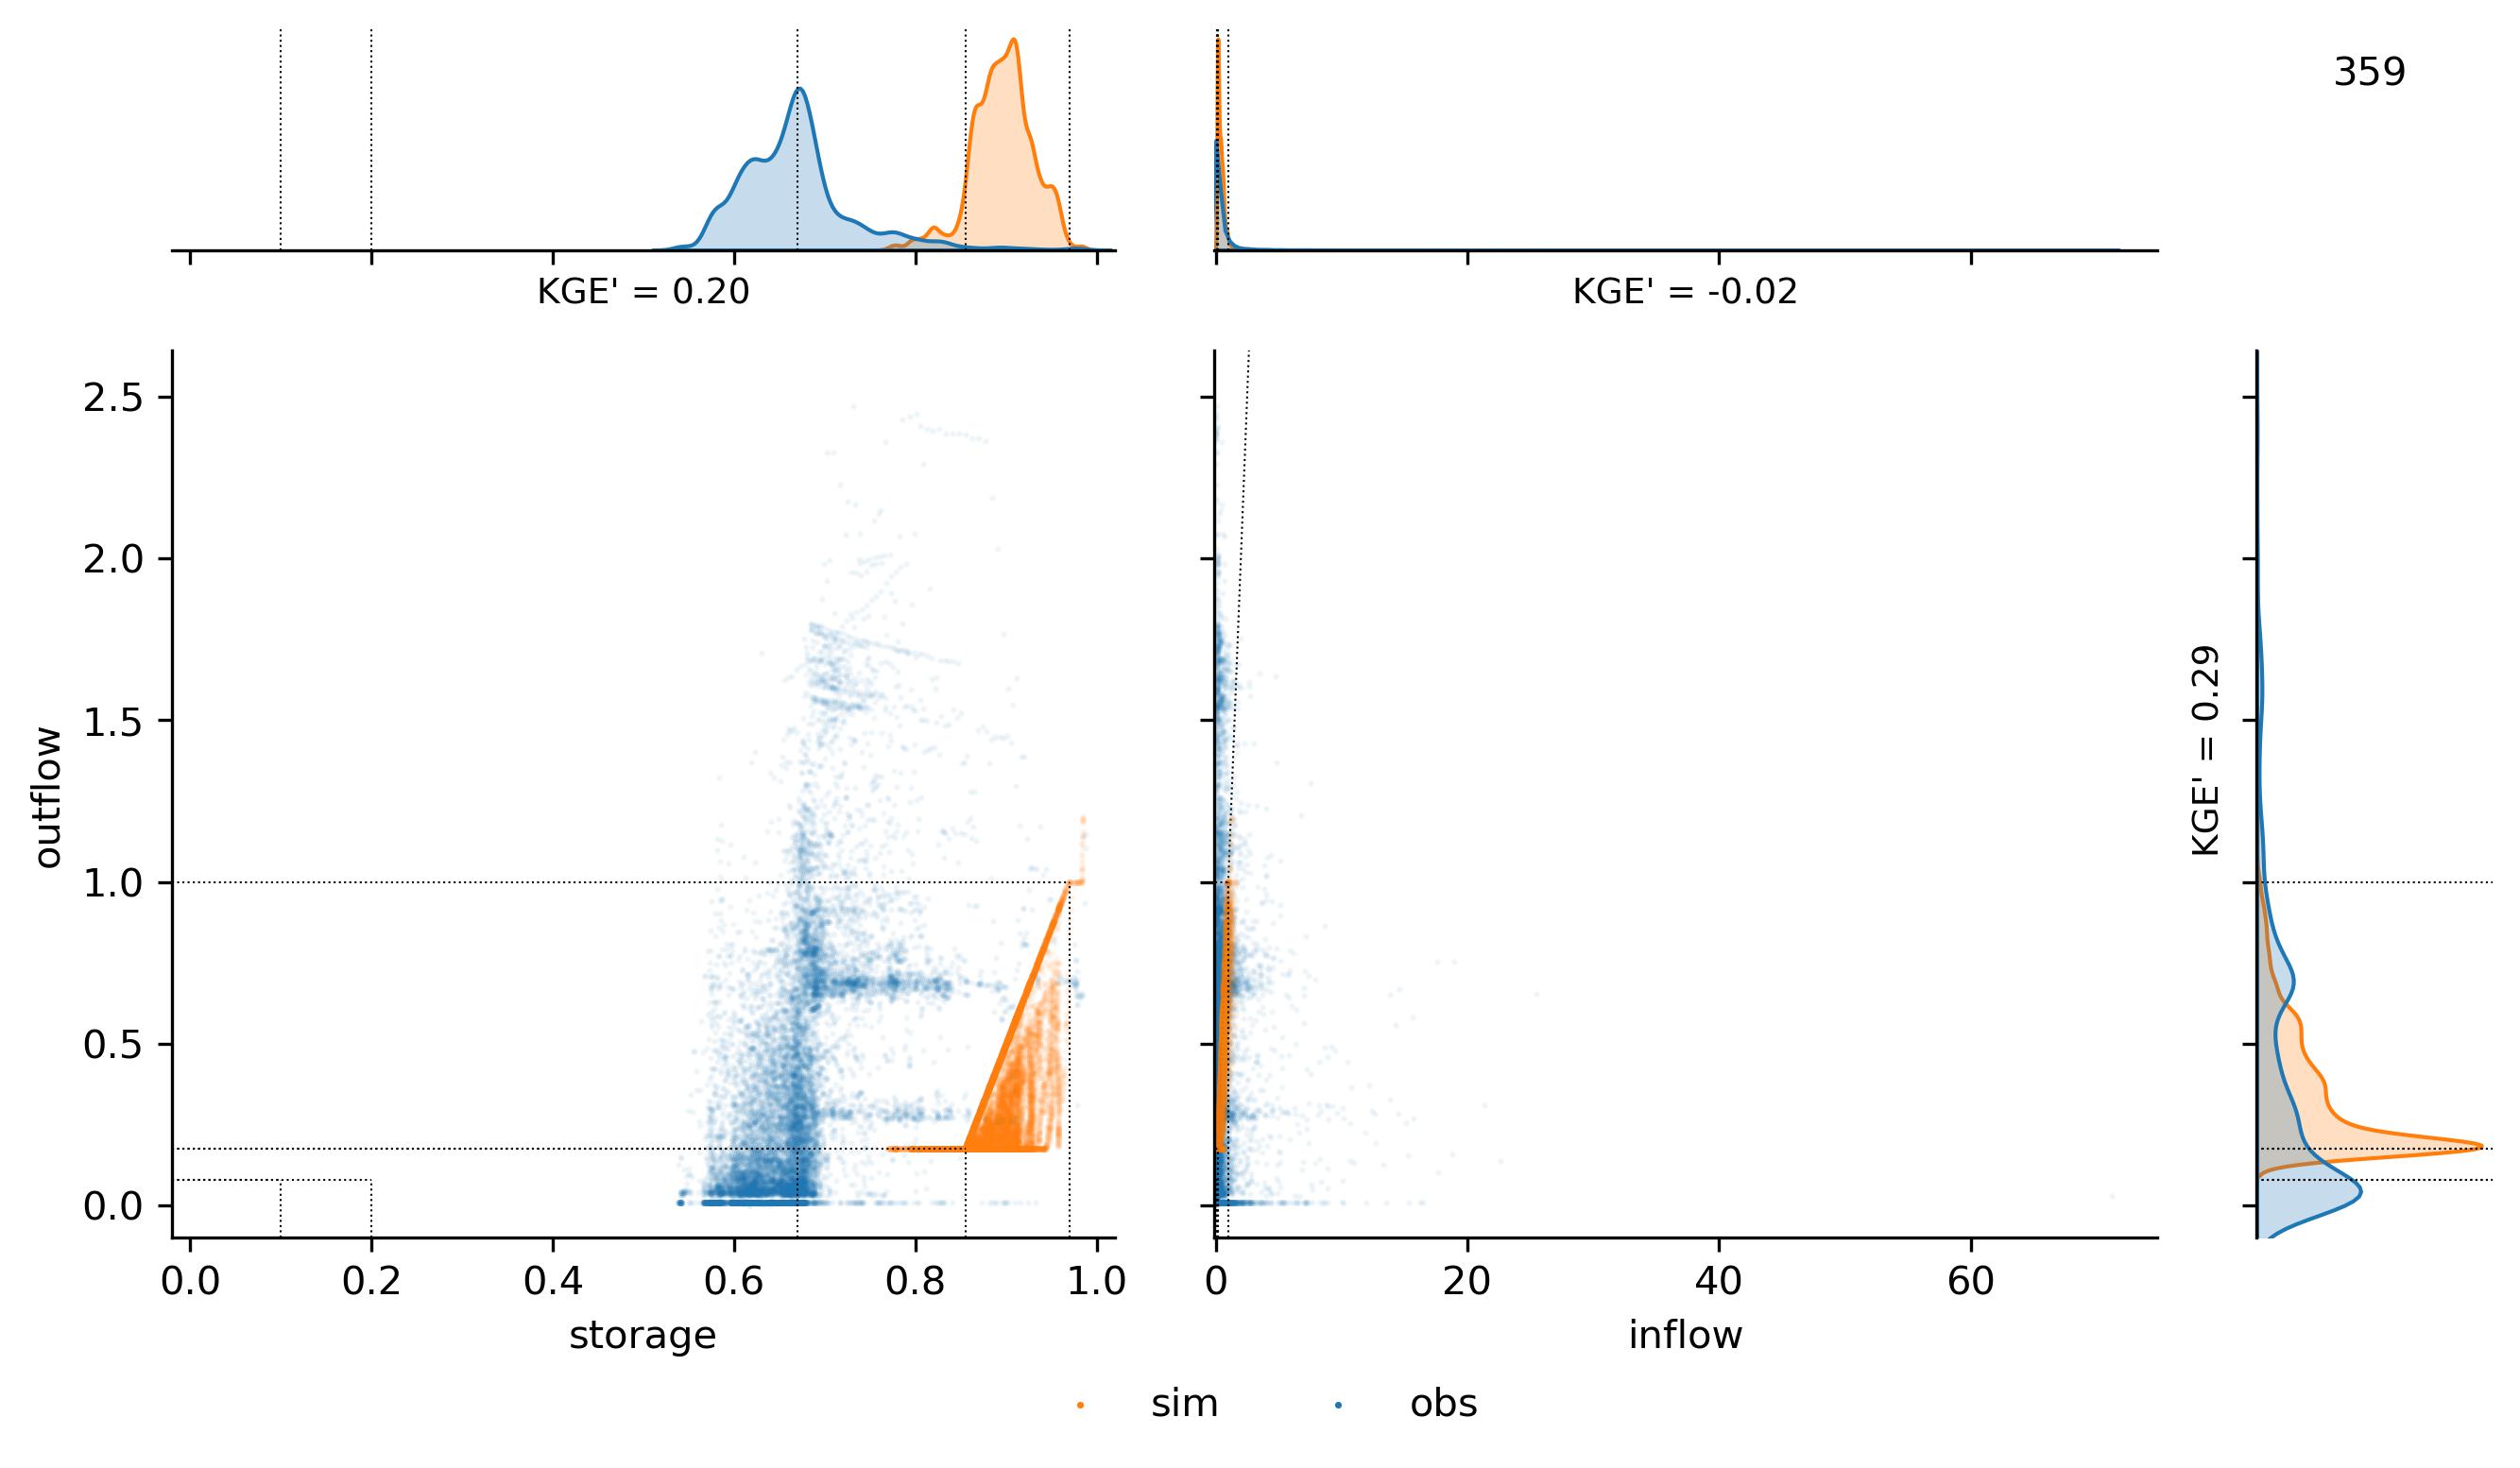 359
KGE' = 0.20
KGE' = -0.02
2.5
2.0
1.5
1.0
0.5
0.0
outflow
KGE' = 0.29
0.0 0.2 0.4 0.6 0.8 1.0
0 20 40 60
storage
inflow
sim obs